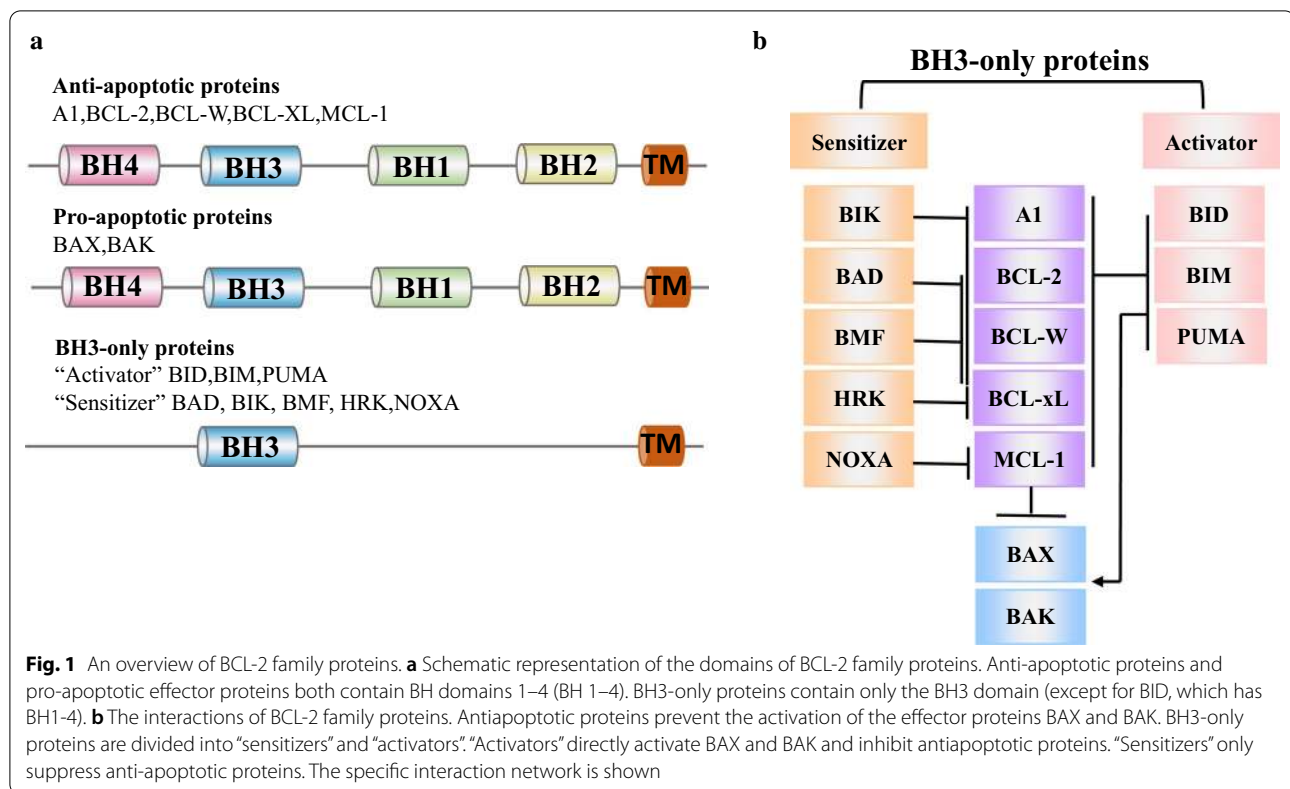 a
Anti-apoptotic proteins
A1,BCL-2,BCL-W,BCL-XL,MCL-1
BH4 BH3 BH1 BH2 TM
Pro-apoptotic proteins
BAX,BAK
BH4 BH3 BH1 BH2 TM
BH3-only proteins
“Activator” BID,BIM,PUMA
“Sensitizer” BAD, BIK, BMF, HRK,NOXA
BH3 TM
b
BH3-only proteins
Sensitizer Activator
BIK A1 BID
BAD BCL-2 BIM
BMF BCL-W PUMA
HRK BCL-xL
NOXA MCL-1
BAX
BAK
Fig. 1 An overview of BCL-2 family proteins. a Schematic representation of the domains of BCL-2 family proteins. Anti-apoptotic proteins and
pro-apoptotic effector proteins both contain BH domains 1–4 (BH 1–4). BH3-only proteins contain only the BH3 domain (except for BID, which has
BH1-4). b The interactions of BCL-2 family proteins. Antiapoptotic proteins prevent the activation of the effector proteins BAX and BAK. BH3-only
proteins are divided into “sensitizers” and “activators”. “Activators” directly activate BAX and BAK and inhibit antiapoptotic proteins. “Sensitizers” only
suppress anti-apoptotic proteins. The specific interaction network is shown